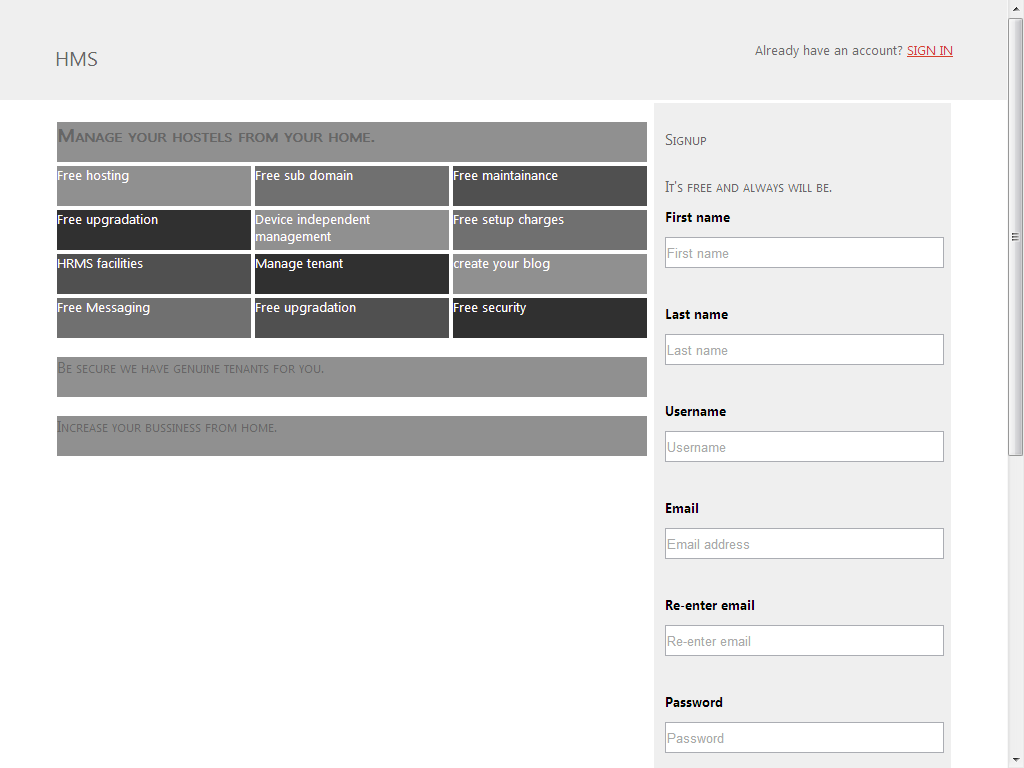 HMS
Already have an account? SIGN IN
Manage your hostels from your home.
Free hosting
Free sub domain
Free maintainance
Free upgradation
Device independent
management
Free setup charges
HRMS facilities
Manage tenant
create your blog
Free Messaging
Free upgradation
Free security
Be secure we have genuine tenants for you.
Increase your bussiness from home.
Signup
It's free and always will be.
First name
First name
Last name
Last name
Username
Username
Email
Email address
Re-enter email
Re-enter email
Password
Password